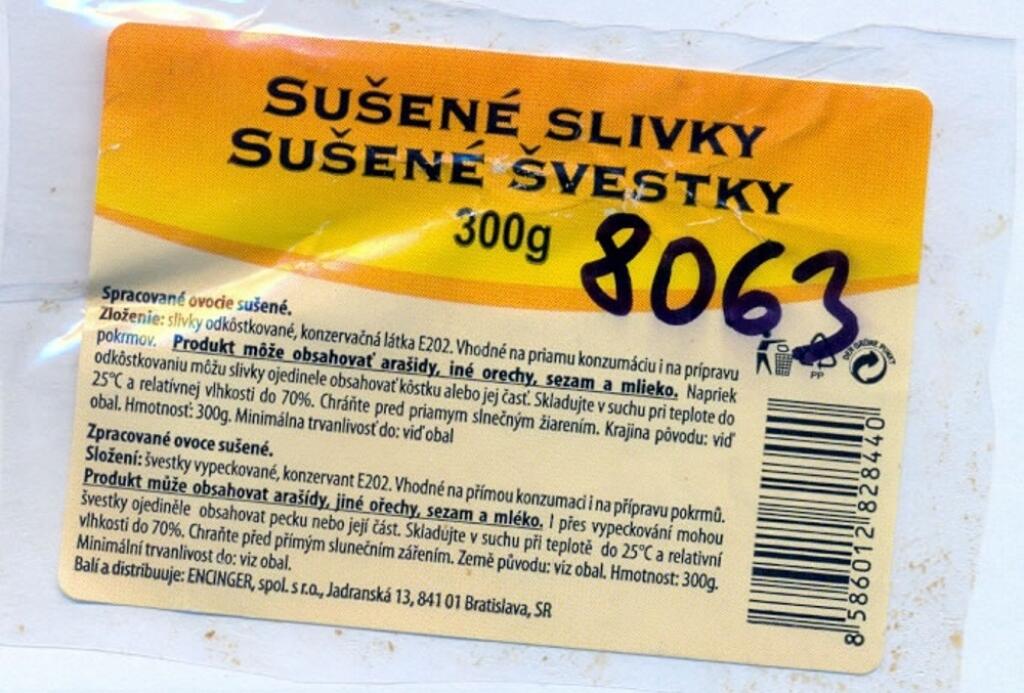 SUŠENÉ SLIVKY
SUŠENÉ ŠVESTKY
300g
8063
Spracované ovocie sušené.
Zloženie: slivky odkôstkované, konzervačná látka E202. Vhodné na priamu konzumáciu i na prípravu
pokrmov. Produkt môže obsahovať arašidy, iné orechy, sezam a mlieko. Napriek
odkôstkovaniu môžu slivky ojedinele obsahovať kôstku alebo jej časť. Skladujte v suchu pri teplote do
25°C a relatívnej vlhkosti do 70%. Chráňte pred priamym slnečným žiarením. Krajina pôvodu: viď
obal. Hmotnosť: 300g. Minimálna trvanlivosť do: viď obal
Zpracované ovoce sušené.
Složení: švestky vypeckované, konzervant E202. Vhodné na přímou konzumaci i na přípravu pokrmů.
Produkt může obsahovat arašídy, jiné ořechy, sezam a mléko. I přes vypeckování mohou
švestky ojediněle obsahovat pecku nebo její část. Skladujte v suchu při teplotě do 25°C a relativní
vlhkosti do 70%. Chraňte před přímým slunečním zářením. Země původu: viz obal. Hmotnost: 300g.
Minimální trvanlivost do: viz obal.
Balí a distribuuje: ENCINGER, spol. s r.o., Jadranská 13, 841 01 Bratislava, SR
PP
DER GRÜNE PUNKT
8 586012 828440